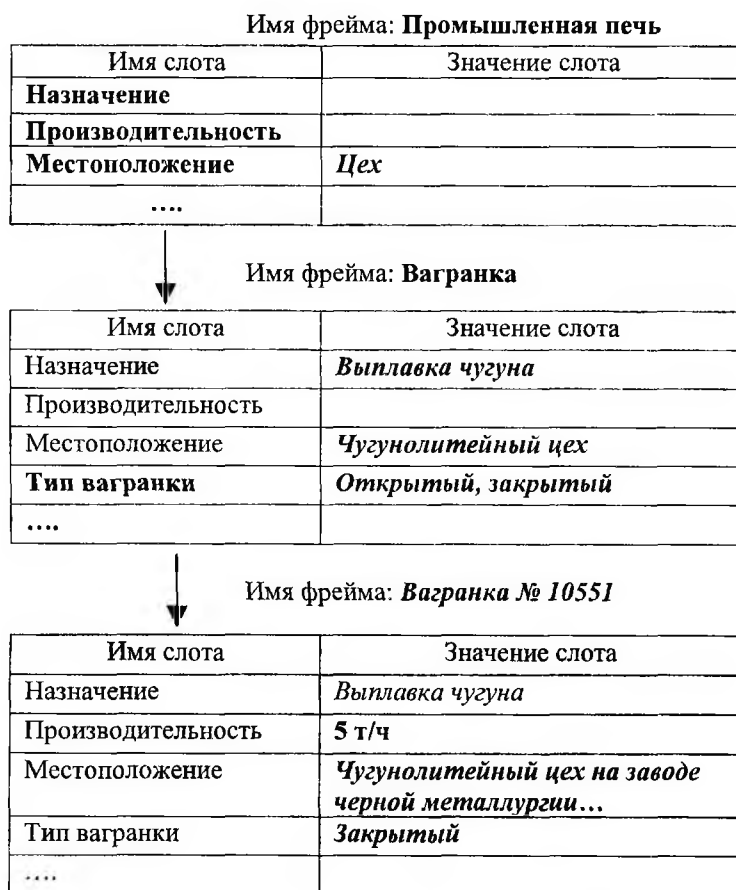 Имя фрейма: Промышленная печь
Имя слота Значение слота
Назначение
Производительность
Местоположение Цех
....
Имя фрейма: Вагранка
Имя слота Значение слота
Назначение Выплавка чугуна
Производительность
Местоположение Чугунолитейный цех
Тип вагранки Открытый, закрытый
....
Имя фрейма: Вагранка № 10551
Имя слота Значение слота
Назначение Выплавка чугуна
Производительность 5 т/ч
Местоположение Чугунолитейный цех на заводе
черной металлургии...
Тип вагранки Закрытый
....